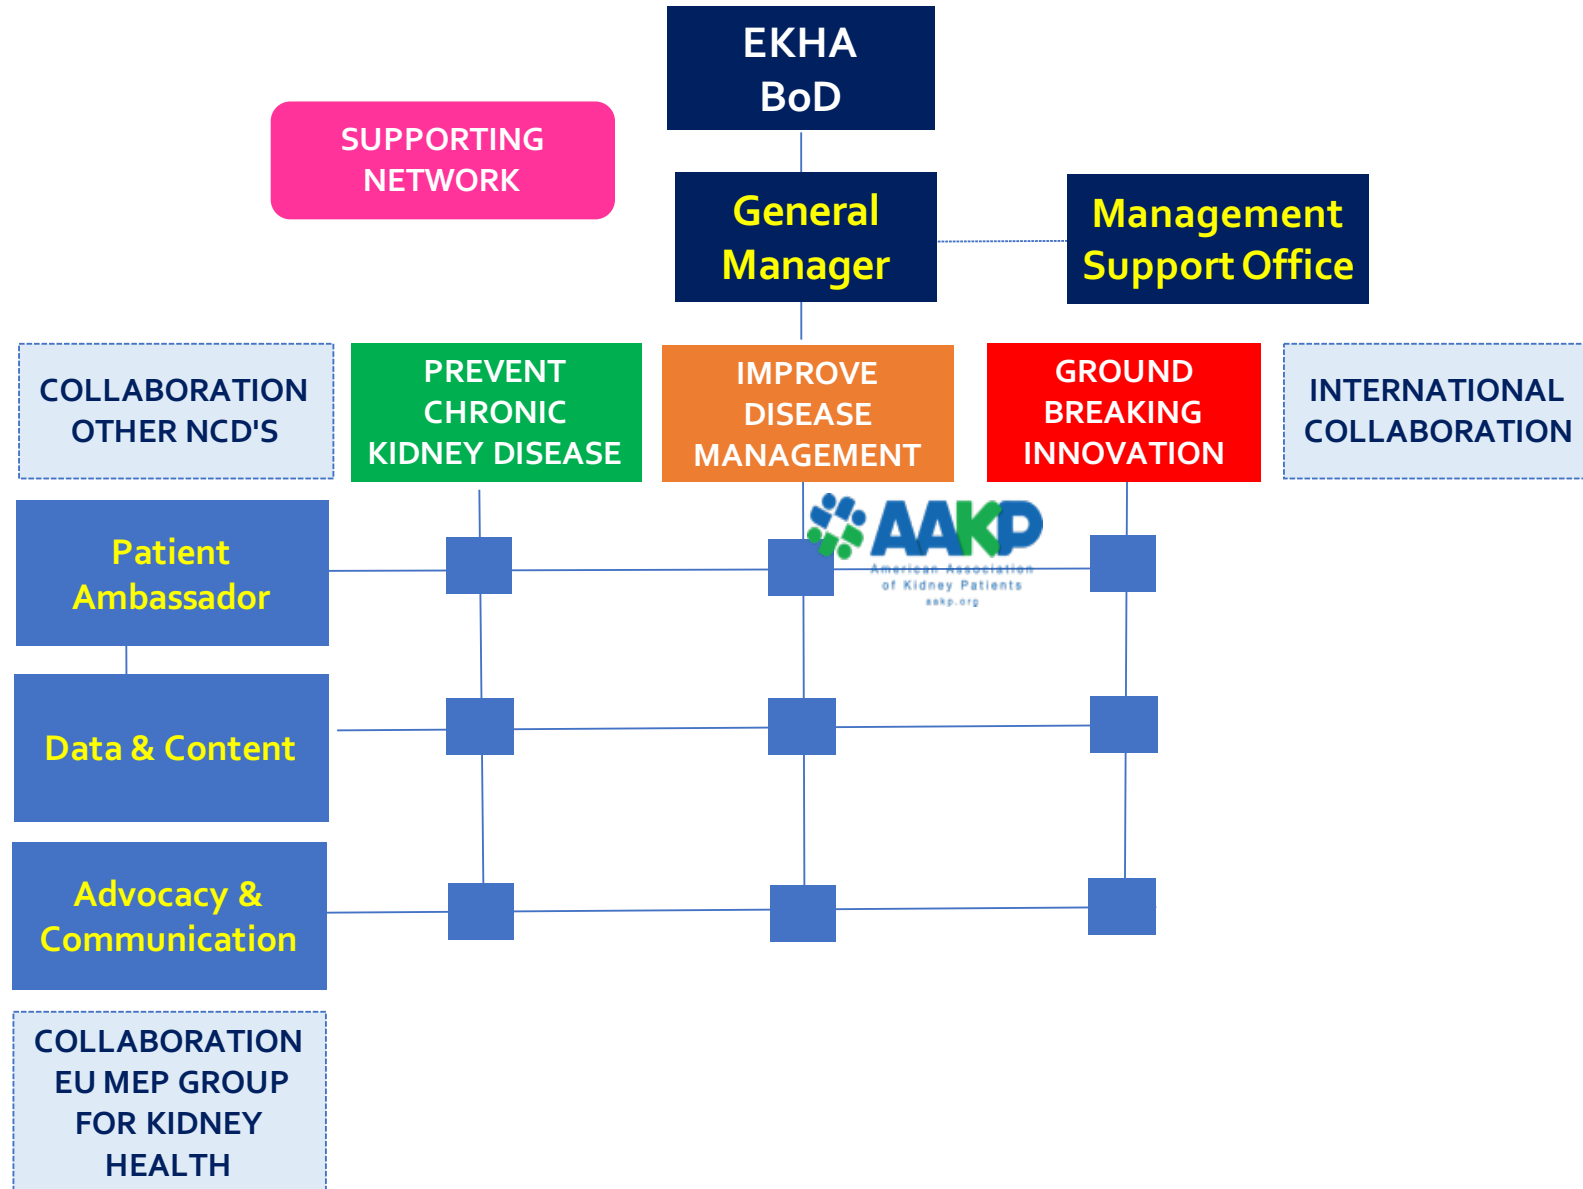 EKHA
BoD
SUPPORTING
NETWORK
General
Manager
Management
Support Office
COLLABORATION
OTHER NCD'S
PREVENT
CHRONIC
KIDNEY DISEASE
IMPROVE
DISEASE
MANAGEMENT
GROUND
BREAKING
INNOVATION
INTERNATIONAL
COLLABORATION
AAKP
American Association
of Kidney Patients
aakp.org
Patient
Ambassador
Data & Content
Advocacy &
Communication
COLLABORATION
EU MEP GROUP
FOR KIDNEY
HEALTH